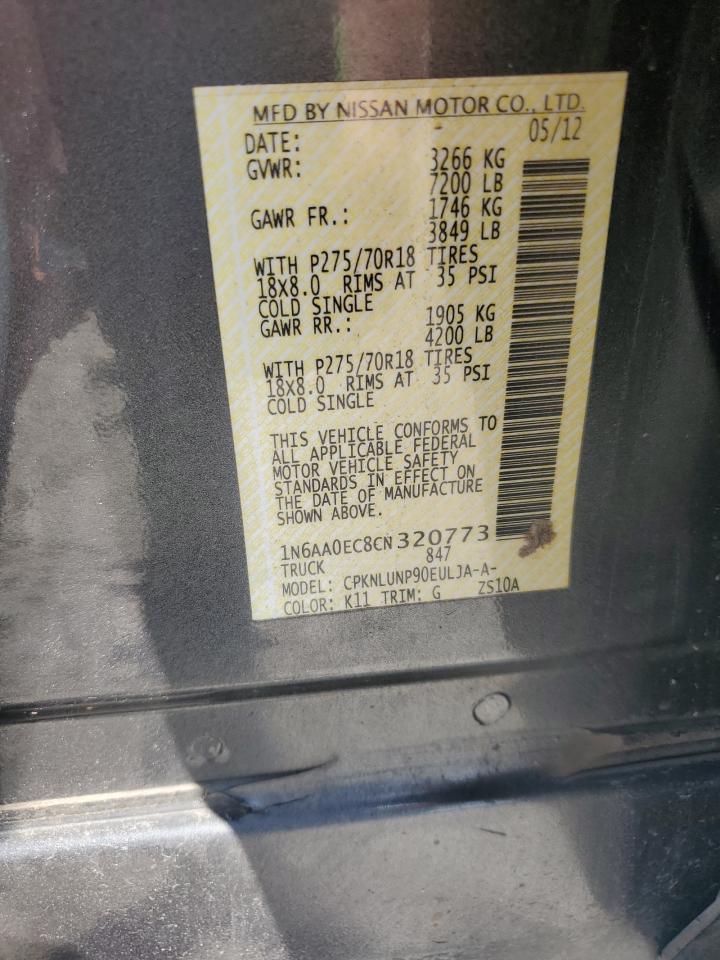 MFD BY NISSAN MOTOR CO., LTD.
DATE: - 05/12
GVWR: 3266 KG
7200 LB
GAWR FR.: 1746 KG
3849 LB
WITH P275/70R18 TIRES
18X8.0 RIMS AT 35 PSI
COLD SINGLE
GAWR RR.: 1905 KG
4200 LB
WITH P275/70R18 TIRES
18X8.0 RIMS AT 35 PSI
COLD SINGLE
THIS VEHICLE CONFORMS TO
ALL APPLICABLE FEDERAL
MOTOR VEHICLE SAFETY
STANDARDS IN EFFECT ON
THE DATE OF MANUFACTURE
SHOWN ABOVE.
1N6AA0EC8CN320773
TRUCK 847
MODEL: CPKNLUNP90EULJA-A-
COLOR: K11 TRIM: G ZS10A